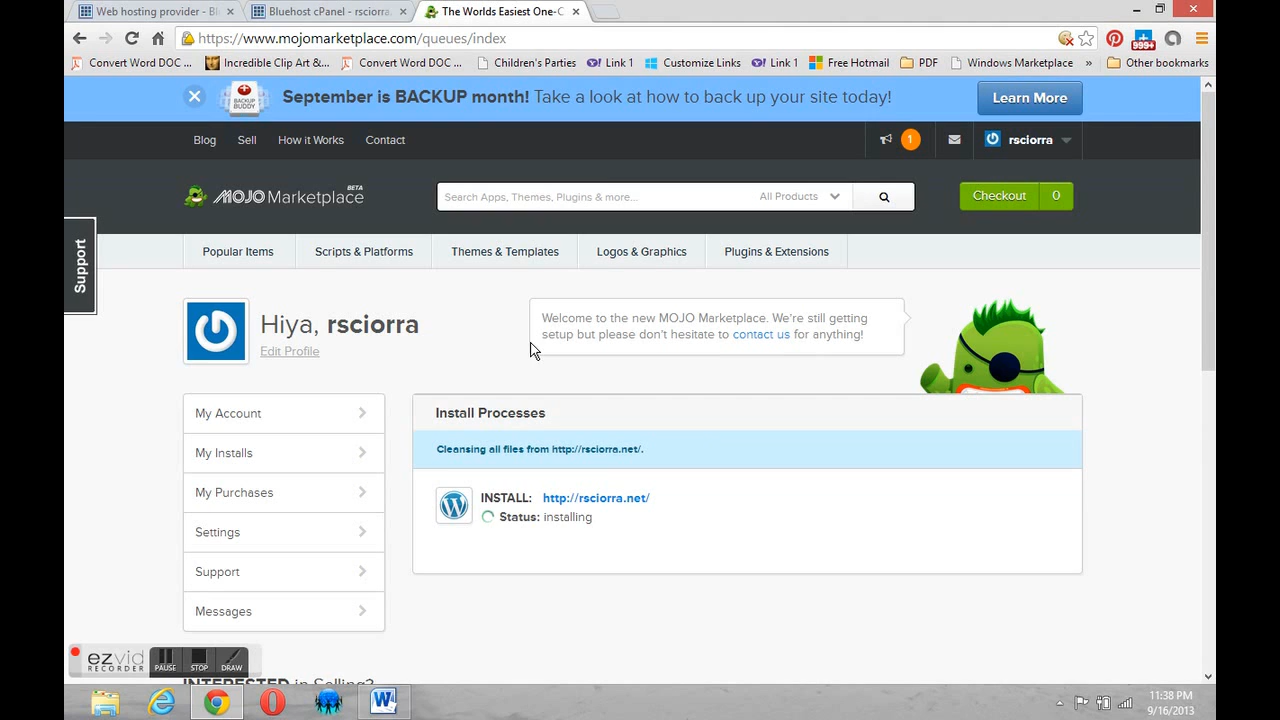 Web hosting provider - Bl
Bluehost cPanel - rsciorra.
The Worlds Easiest One-C
https://www.mojomarketplace.com/queues/index
999+
Convert Word DOC ...
Incredible Clip Art &...
Convert Word DOC ...
Children's Parties
Link 1
Customize Links
Link 1
Free Hotmail
PDF
Windows Marketplace
»
Other bookmarks
BACKUP BUDDY
September is BACKUP month! Take a look at how to back up your site today!
Learn More
Blog
Sell
How it Works
Contact
1
rsciorra
MOJO Marketplace BETA
Search Apps, Themes, Plugins & more...
All Products
Checkout
0
Support
Popular Items
Scripts & Platforms
Themes & Templates
Logos & Graphics
Plugins & Extensions
Hiya, rsciorra
Edit Profile
Welcome to the new MOJO Marketplace. We're still getting
setup but please don't hesitate to contact us for anything!
My Account
My Installs
My Purchases
Settings
Support
Messages
Install Processes
Cleansing all files from http://rsciorra.net/.
INSTALL: http://rsciorra.net/
Status: installing
ezvid
RECORDER
PAUSE
STOP
DRAW
INTERESTED in Selling?
11:38 PM
9/16/2013